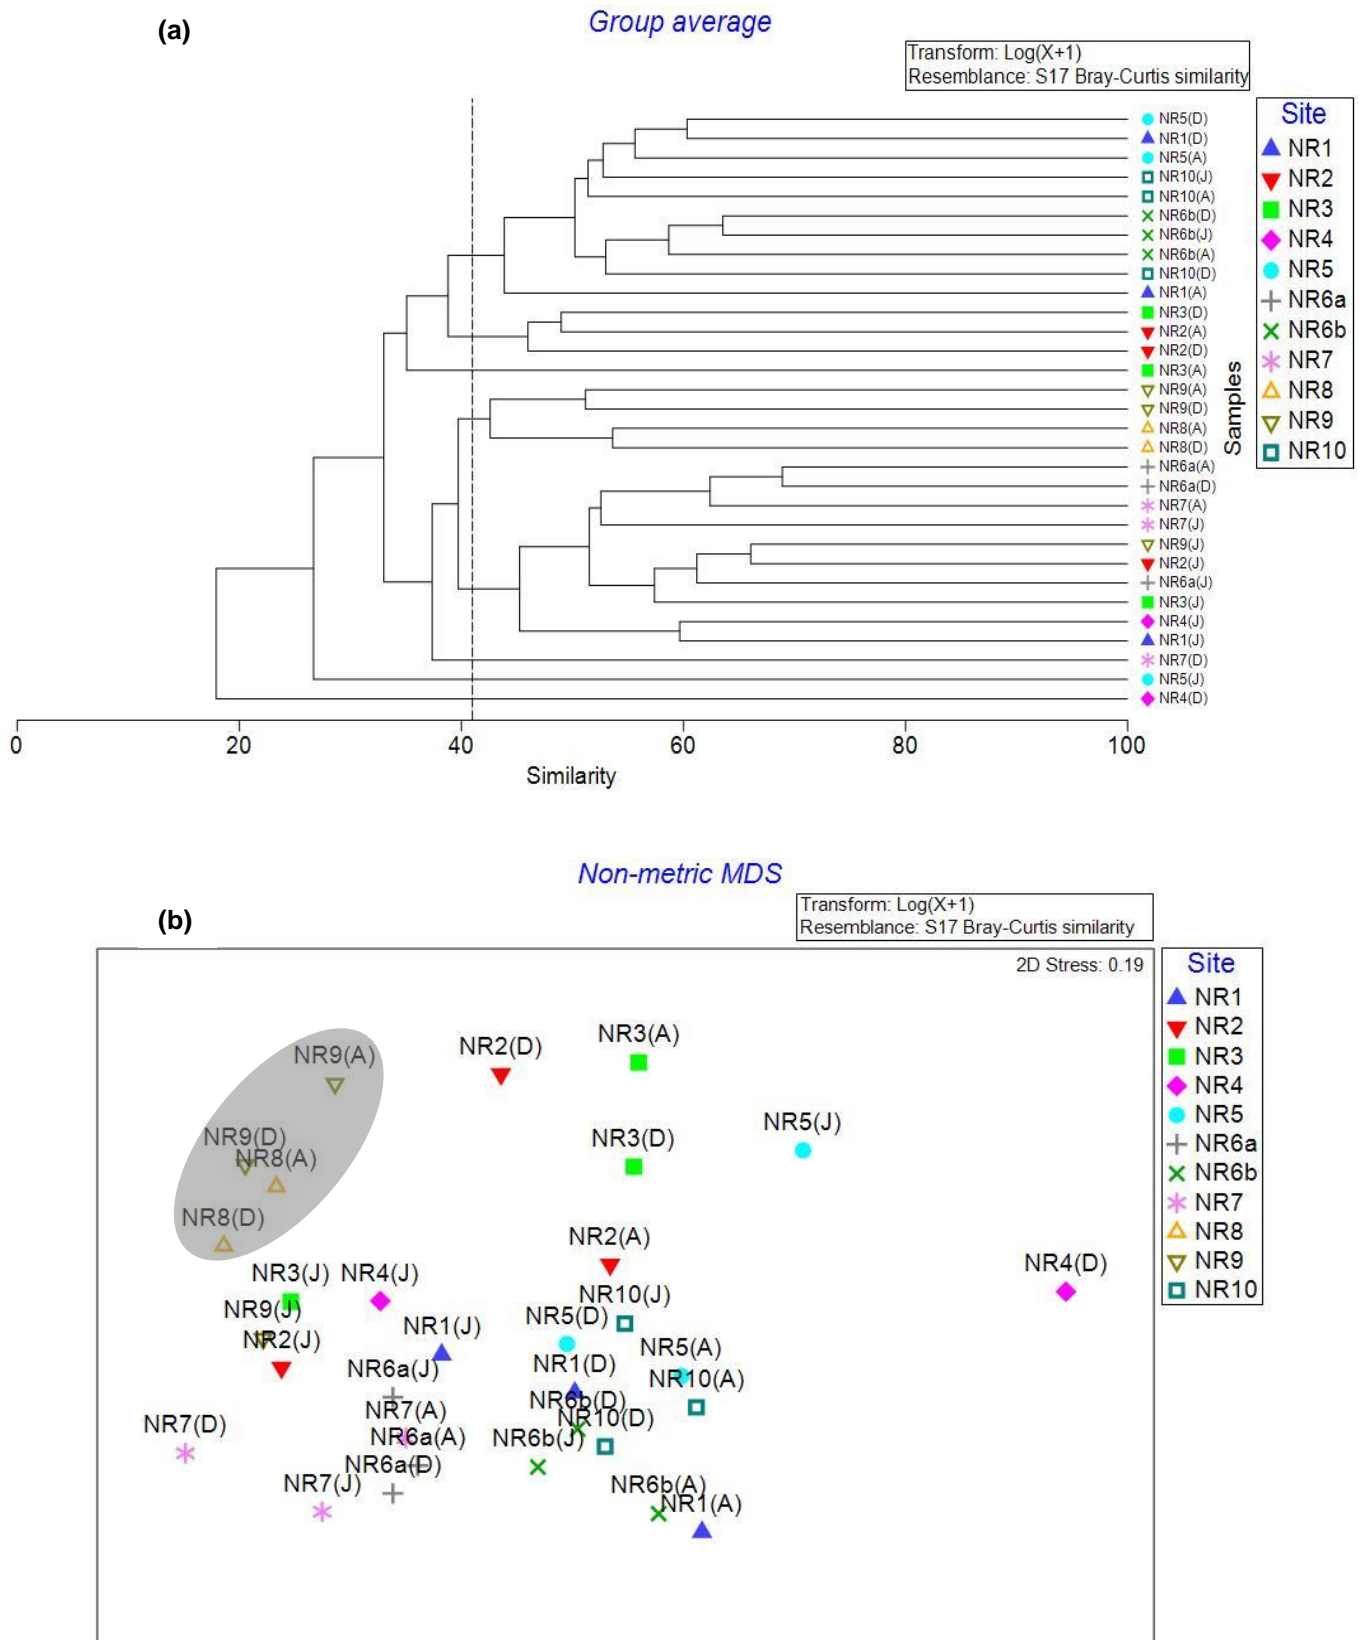 (a)
Group average
Transform: Log(X+1)
Resemblance: S17 Bray-Curtis similarity
NR5(D)
NR1(D)
NR5(A)
NR10(J)
NR10(A)
NR6b(D)
NR6b(J)
NR6b(A)
NR10(D)
NR1(A)
NR3(D)
NR2(A)
NR2(D)
NR3(A)
NR9(A)
NR9(D)
NR8(A)
NR8(D)
NR6a(A)
NR6a(D)
NR7(A)
NR7(J)
NR9(J)
NR2(J)
NR6a(J)
NR3(J)
NR4(J)
NR1(J)
NR7(D)
NR5(J)
NR4(D)
Samples
Site
NR1
NR2
NR3
NR4
NR5
NR6a
NR6b
NR7
NR8
NR9
NR10
0 20 40 60 80 100
Similarity
Non-metric MDS
(b)
Transform: Log(X+1)
Resemblance: S17 Bray-Curtis similarity
2D Stress: 0.19
NR3(A)
NR2(D)
NR9(A)
NR5(J)
NR9(D)
NR3(D)
NR8(A)
NR8(D)
NR2(A)
NR4(D)
NR3(J) NR4(J)
NR10(J)
NR9(J)
NR5(D)
NR1(J)
NR2(J)
NR5(A)
NR1(D)
NR6a(J)
NR10(A)
NR6b(D)
NR7(A)
NR10(D)
NR7(D)
NR6a(A)
NR6b(J)
NR6a(D)
NR7(J)
NR6b(A)
NR1(A)
Site
NR1
NR2
NR3
NR4
NR5
NR6a
NR6b
NR7
NR8
NR9
NR10